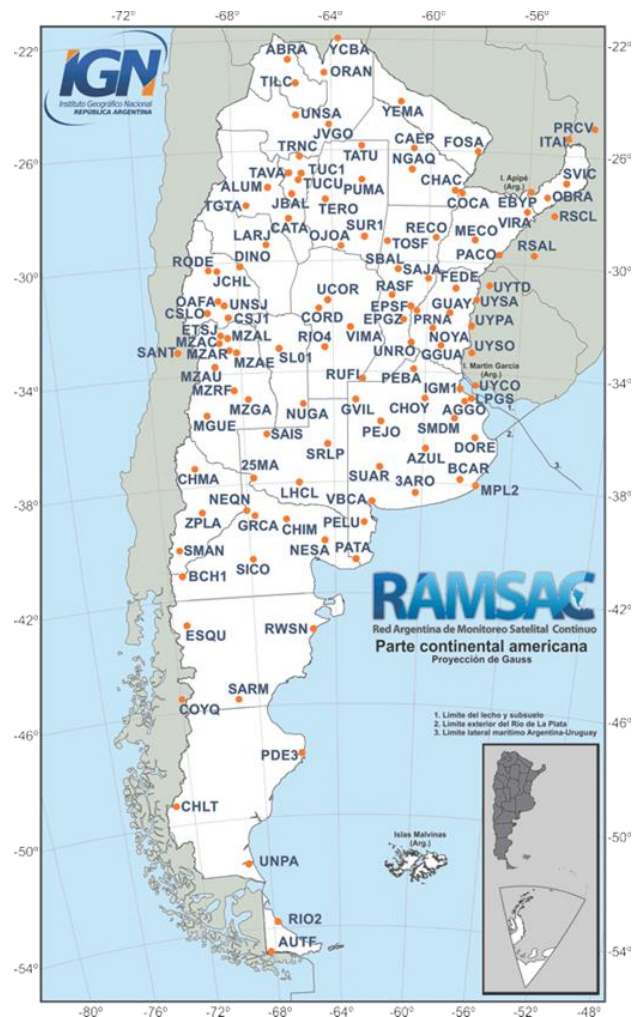 -72° -68° -64° -60° -56°
-22° -22°
ABRA YCBA
IGN
Instituto Geográfico Nacional
REPÚBLICA ARGENTINA
TILC ORAN
UNSA YEMA
JVGO
PRCV
TRNC CAEP FOSA ITAI
-26° -26°
TATU NGAQ
TAVA TUC1 I. Apipé
(Arg.)
SVIC
ALUM TUCU PUMA CHAC
EBYP OBRA
TGTA JBAL TERO COCA
VIRA RSCL
CATA SUR1
LARJ OJOA RECO MECO
TOSF RSAL
DINO SBAL PACO
-30° -30°
RODE SAJA
JCHL UCOR RASF FEDE UYTD
OAFA UNSJ EPSF GUAY UYSA
CSLO CSJ1 CORD EPGZ PRNA UYPA
ETSJ RIO4 VIMA NOYA
MZAC MZAL
SANT MZAR MZAE SL01 UNRO GGUA UYSO
I. Martín García
(Arg.)
MZAU RUFI PEBA
-34° -34°
MZRF IGM1 UYCO
LPGS
MZGA NUGA GVIL CHOY AGGO 1.
MGUE PEJO SMDM
SAIS 2.
SRLP AZUL DORE 3.
25MA SUAR BCAR
CHMA 3ARO
LHCL MPL2
-38° -38°
NEQN VBCA
ZPLA GRCA CHIM PELU
SMAN NESA PATA
BCH1 SICO
RAMSAC
Red Argentina de Monitoreo Satelital Continuo
Parte continental americana
Proyección de Gauss
-42° -42°
ESQU RWSN
SARM
COYQ
1. Límite del lecho y subsuelo
2. Límite exterior del Río de La Plata
3. Límite lateral marítimo Argentina-Uruguay
-46° -46°
PDE3
CHLT
Islas Malvinas
(Arg.)
-50° -50°
UNPA
RIO2
AUTF
-54° -54°
-80° -76° -72° -68° -64° -60° -56° -52° -48°